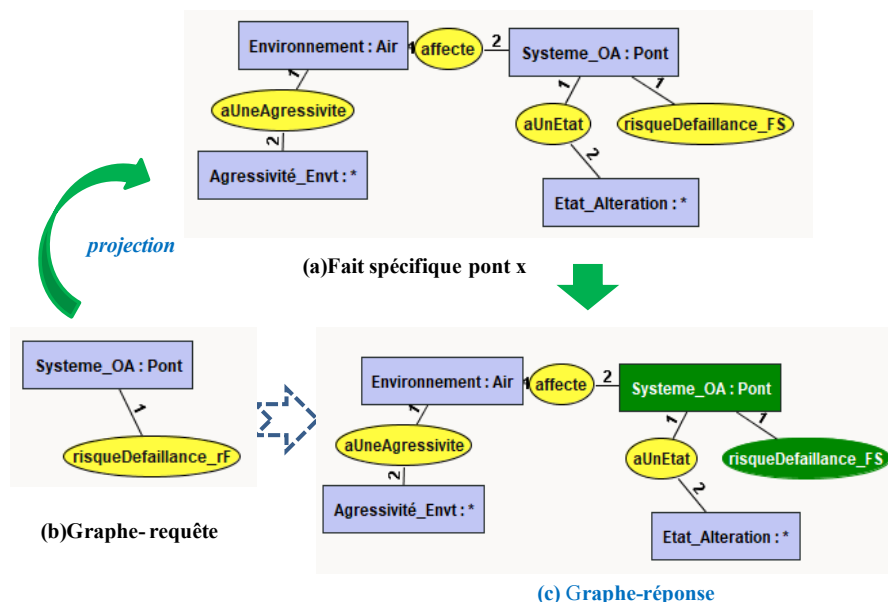 Environnement : Air
1
affecte
2
Systeme_OA : Pont
1
1
1
aUneAgressivite
aUnEtat
risqueDefaillance_FS
2
2
Agressivité_Envt : *
Etat_Alteration : *
projection
(a)Fait spécifique pont x
Systeme_OA : Pont
1
risqueDefaillance_rF
(b)Graphe- requête
Environnement : Air
1
affecte
2
Systeme_OA : Pont
1
1
1
aUneAgressivite
aUnEtat
risqueDefaillance_FS
2
2
Agressivité_Envt : *
Etat_Alteration : *
(c) Graphe-réponse